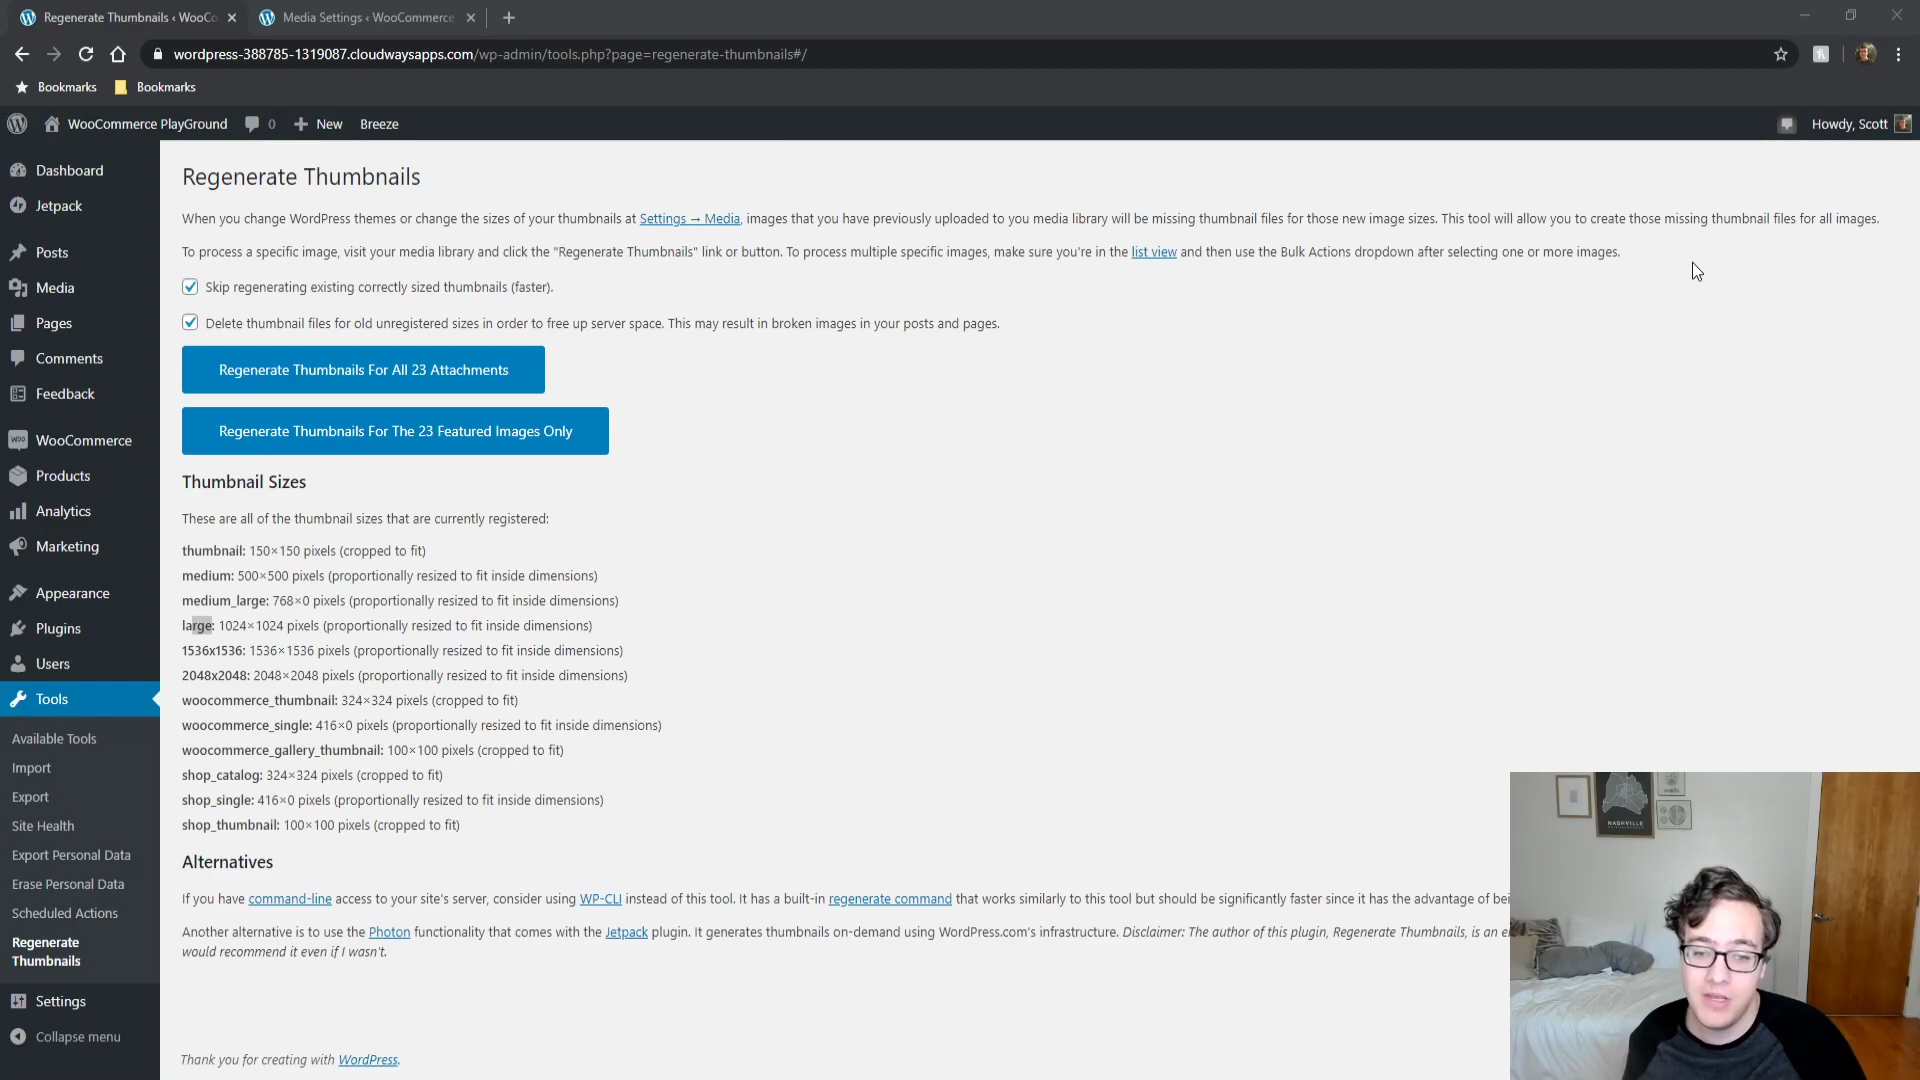 Regenerate Thumbnails ‹ WooCo
Media Settings ‹ WooCommerce
wordpress-388785-1319087.cloudwaysapps.com/wp-admin/tools.php?page=regenerate-thumbnails#/
Bookmarks
Bookmarks
WooCommerce PlayGround
0
New
Breeze
Howdy, Scott
Dashboard
Jetpack
Posts
Media
Pages
Comments
Feedback
WooCommerce
Products
Analytics
Marketing
Appearance
Plugins
Users
Tools
Available Tools
Import
Export
Site Health
Export Personal Data
Erase Personal Data
Scheduled Actions
Regenerate
Thumbnails
Settings
Collapse menu
Regenerate Thumbnails
When you change WordPress themes or change the sizes of your thumbnails at Settings → Media, images that you have previously uploaded to you media library will be missing thumbnail files for those new image sizes. This tool will allow you to create those missing thumbnail files for all images.
To process a specific image, visit your media library and click the "Regenerate Thumbnails" link or button. To process multiple specific images, make sure you're in the list view and then use the Bulk Actions dropdown after selecting one or more images.
Skip regenerating existing correctly sized thumbnails (faster).
Delete thumbnail files for old unregistered sizes in order to free up server space. This may result in broken images in your posts and pages.
Regenerate Thumbnails For All 23 Attachments
Regenerate Thumbnails For The 23 Featured Images Only
Thumbnail Sizes
These are all of the thumbnail sizes that are currently registered:
thumbnail: 150×150 pixels (cropped to fit)
medium: 500×500 pixels (proportionally resized to fit inside dimensions)
medium_large: 768×0 pixels (proportionally resized to fit inside dimensions)
large: 1024×1024 pixels (proportionally resized to fit inside dimensions)
1536x1536: 1536×1536 pixels (proportionally resized to fit inside dimensions)
2048x2048: 2048×2048 pixels (proportionally resized to fit inside dimensions)
woocommerce_thumbnail: 324×324 pixels (cropped to fit)
woocommerce_single: 416×0 pixels (proportionally resized to fit inside dimensions)
woocommerce_gallery_thumbnail: 100×100 pixels (cropped to fit)
shop_catalog: 324×324 pixels (cropped to fit)
shop_single: 416×0 pixels (proportionally resized to fit inside dimensions)
shop_thumbnail: 100×100 pixels (cropped to fit)
Alternatives
If you have command-line access to your site's server, consider using WP-CLI instead of this tool. It has a built-in regenerate command that works similarly to this tool but should be significantly faster since it has the advantage of bei
Another alternative is to use the Photon functionality that comes with the Jetpack plugin. It generates thumbnails on-demand using WordPress.com's infrastructure. Disclaimer: The author of this plugin, Regenerate Thumbnails, is an e
would recommend it even if I wasn't.
Thank you for creating with WordPress.
NASHVILLE